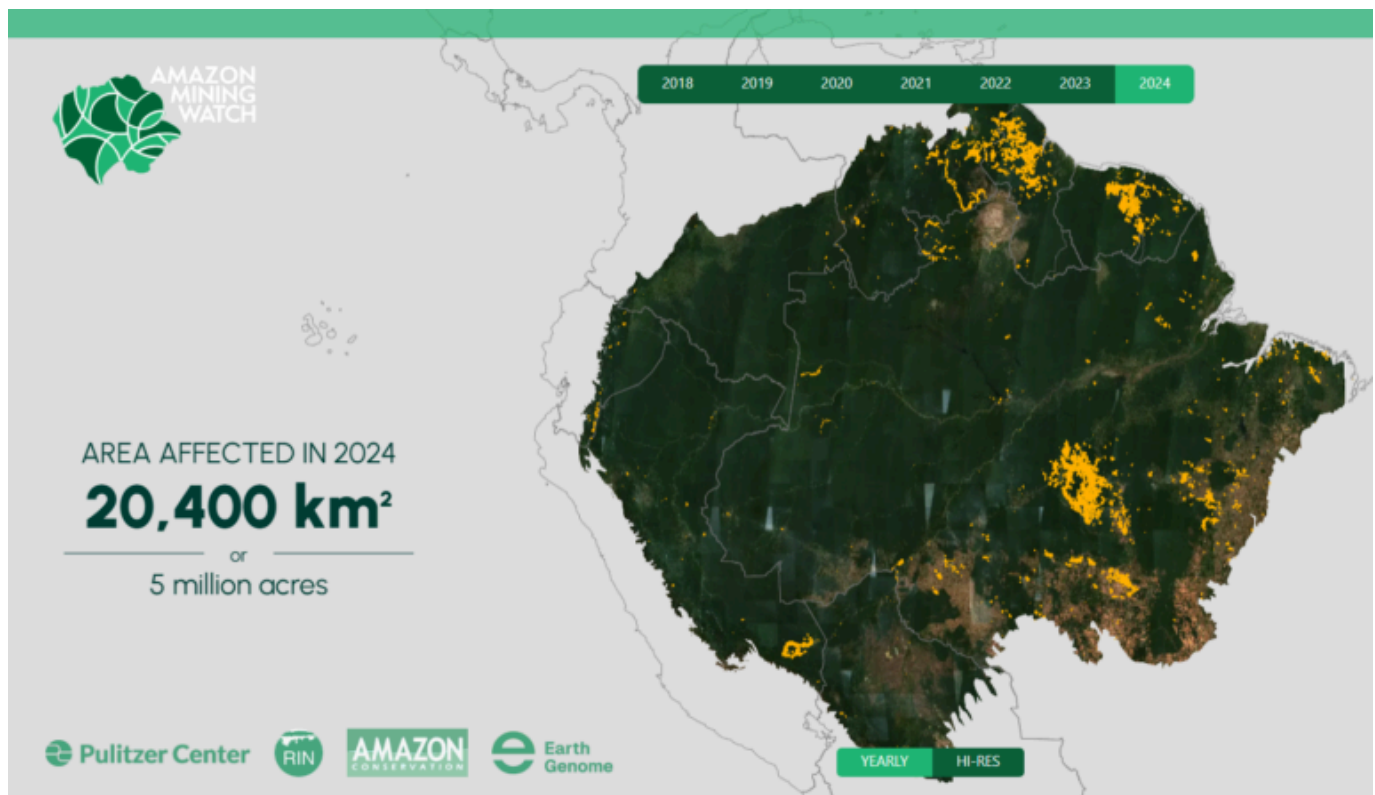 AMAZON
MINING
WATCH
2018 2019 2020 2021 2022 2023 2024
AREA AFFECTED IN 2024
20,400 km²
or
5 million acres
Pulitzer Center
RIN
AMAZON
CONSERVATION
Earth
Genome
YEARLY HI-RES